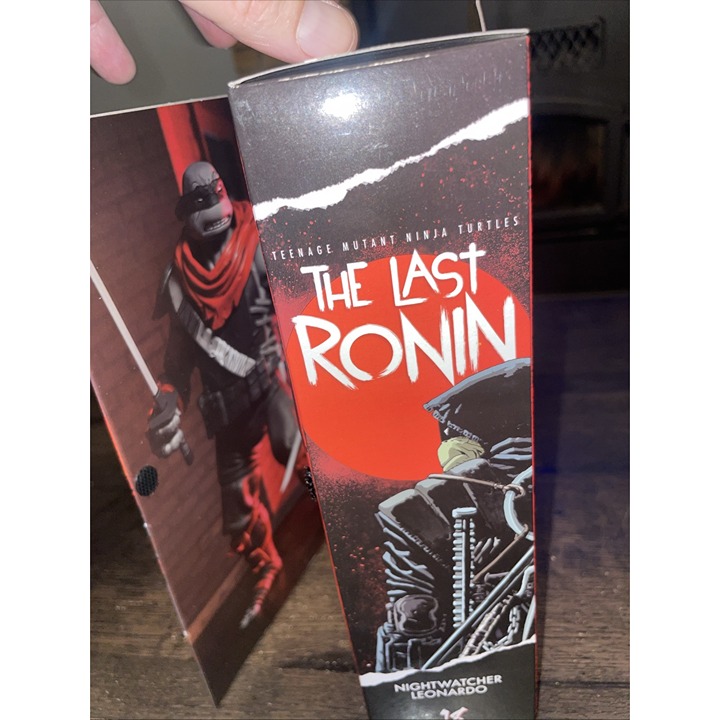 TEENAGE MUTANT NINJA TURTLES
THE LAST
RONIN
NIGHTWATCHER
LEONARDO